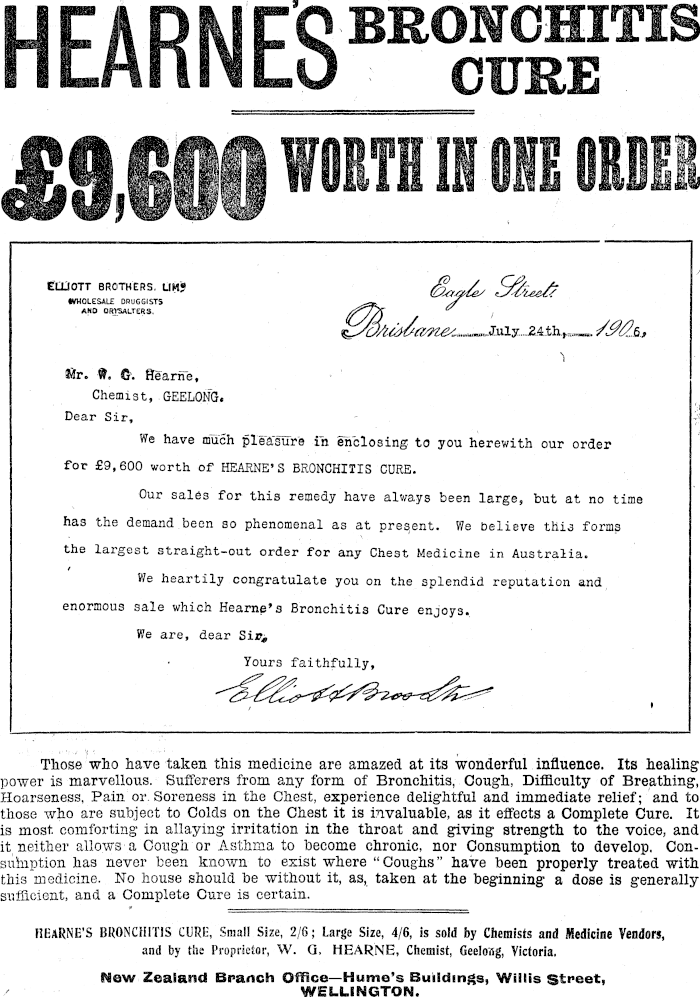 HEARNE'S BRONCHITIS
CURE
£9,600 WORTH IN ONE ORDER
ELLIOTT BROTHERS. LIMD
WHOLESALE DRUGGISTS
AND DRYSALTERS.
Eagle Street.
Brisbane July 24th, 1906,
Mr. W. G. Hearne,
Chemist, GEELONG.
Dear Sir,
We have much pleasure in enclosing to you herewith our order
for £9,600 worth of HEARNE'S BRONCHITIS CURE.
Our sales for this remedy have always been large, but at no time
has the demand been so phenomenal as at present. We believe this forms
the largest straight-out order for any Chest Medicine in Australia.
We heartily congratulate you on the splendid reputation and
enormous sale which Hearne's Bronchitis Cure enjoys.
We are, dear Sir,
Yours faithfully,
Elliott Bros Ltd
Those who have taken this medicine are amazed at its wonderful influence. Its healing
power is marvellous. Sufferers from any form of Bronchitis, Cough, Difficulty of Breathing,
Hoarseness, Pain or Soreness in the Chest, experience delightful and immediate relief; and to
those who are subject to Colds on the Chest it is invaluable, as it effects a Complete Cure. It
is most comforting in allaying irritation in the throat and giving strength to the voice, and
it neither allows a Cough or Asthma to become chronic, nor Consumption to develop. Con-
sumption has never been known to exist where "Coughs" have been properly treated with
this medicine. No house should be without it, as, taken at the beginning a dose is generally
sufficient, and a Complete Cure is certain.
HEARNE'S BRONCHITIS CURE, Small Size, 2/6; Large Size, 4/6, is sold by Chemists and Medicine Vendors,
and by the Proprietor, W. G. HEARNE, Chemist, Geelong, Victoria.
New Zealand Branch Office—Hume's Buildings, Willis Street,
WELLINGTON.